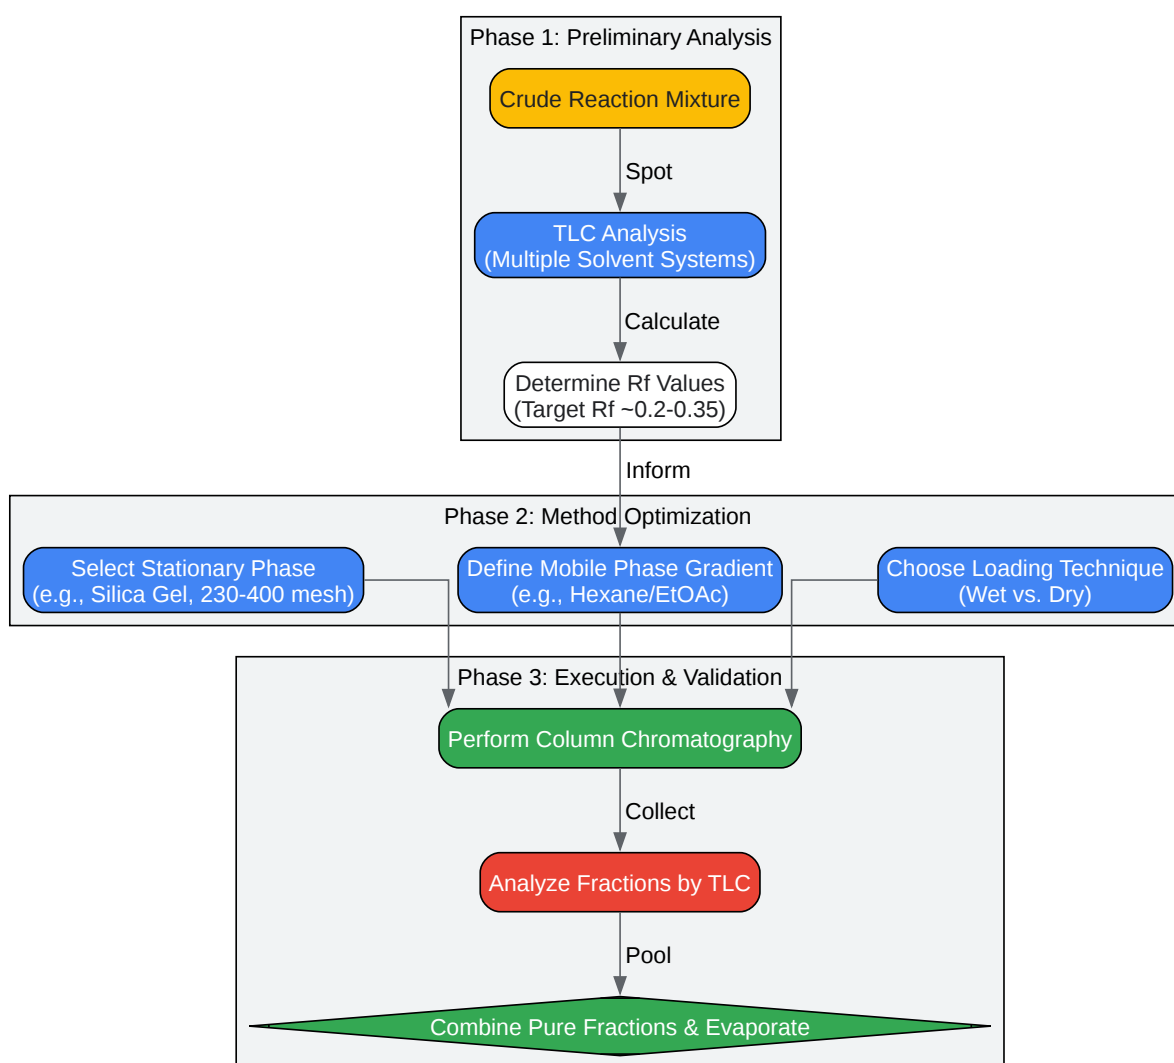 Phase 1: Preliminary Analysis
Crude Reaction Mixture
Spot
TLC Analysis
(Multiple Solvent Systems)
Calculate
Determine Rf Values
(Target Rf ~0.2-0.35)
Inform
Phase 2: Method Optimization
Select Stationary Phase
(e.g., Silica Gel, 230-400 mesh)
Define Mobile Phase Gradient
(e.g., Hexane/EtOAc)
Choose Loading Technique
(Wet vs. Dry)
Phase 3: Execution & Validation
Perform Column Chromatography
Collect
Analyze Fractions by TLC
Pool
Combine Pure Fractions & Evaporate